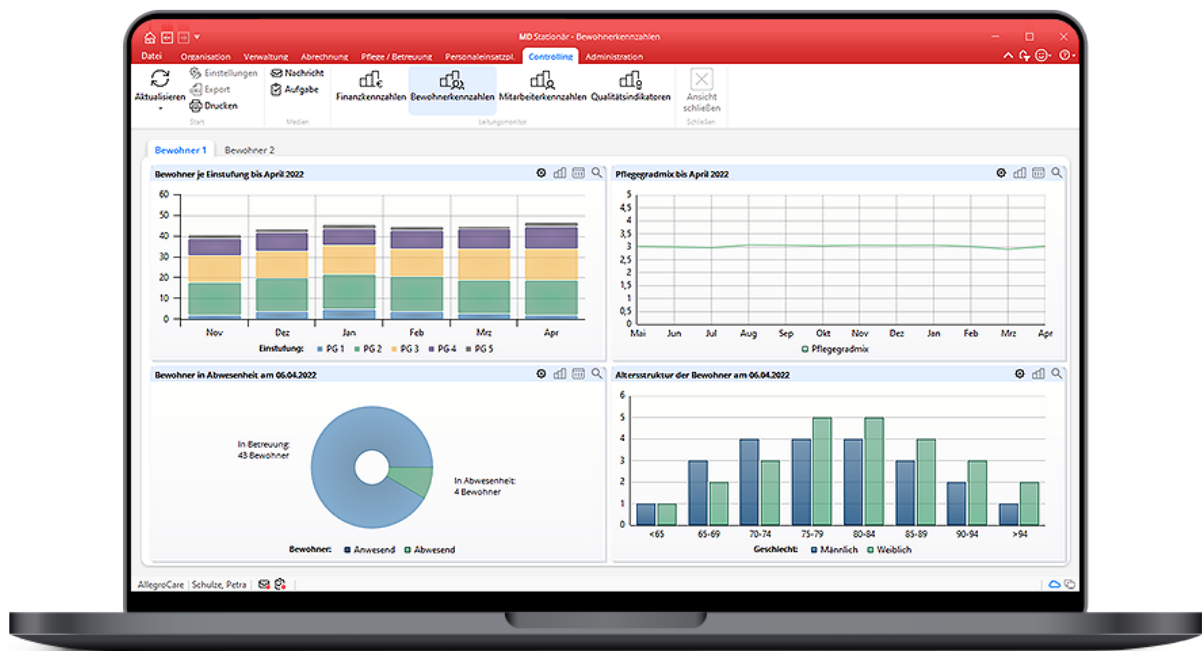 MD Stationär - Bewohnerkennzahlen
Datei Organisation Verwaltung Abrechnung Pflege / Betreuung Personaleinsatzpl. Controlling Administration
Aktualisieren
Einstellungen
Export
Drucken
Start
Nachricht
Aufgabe
Medien
Finanzkennzahlen Bewohnerkennzahlen Mitarbeiterkennzahlen Qualitätsindikatoren
Leitungsmonitor
Ansicht
schließen
Schließen
Bewohner 1 Bewohner 2
Bewohner je Einstufung bis April 2022
60
50
40
30
20
10
0
Nov Dez Jan Feb Mrz Apr
Einstufung: PG 1 PG 2 PG 3 PG 4 PG 5
Pflegegradmix bis April 2022
5
4,5
4
3,5
3
2,5
2
1,5
1
0,5
0
Mai Jun Jul Aug Sep Okt Nov Dez Jan Feb Mrz Apr
Pflegegradmix
Bewohner in Abwesenheit am 06.04.2022
In Betreuung:
43 Bewohner
In Abwesenheit:
4 Bewohner
Bewohner: Anwesend Abwesend
Altersstruktur der Bewohner am 06.04.2022
6
5
4
3
2
1
0
<65 65-69 70-74 75-79 80-84 85-89 90-94 >94
Geschlecht: Männlich Weiblich
AllegroCare Schulze, Petra